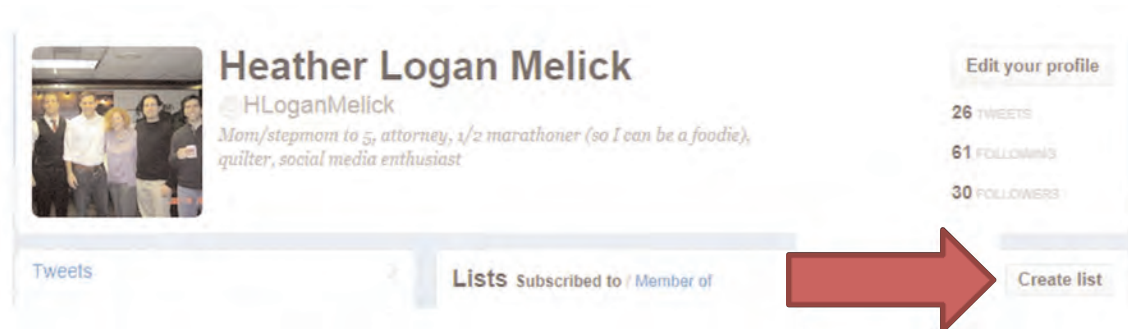 Heather Logan Melick
@HLoganMelick
Mom/stepmom to 5, attorney, 1/2 marathoner (so I can be a foodie),
quilter, social media enthusiast
Edit your profile
26 TWEETS
61 FOLLOWING
30 FOLLOWERS
Tweets
Lists Subscribed to / Member of
Create list